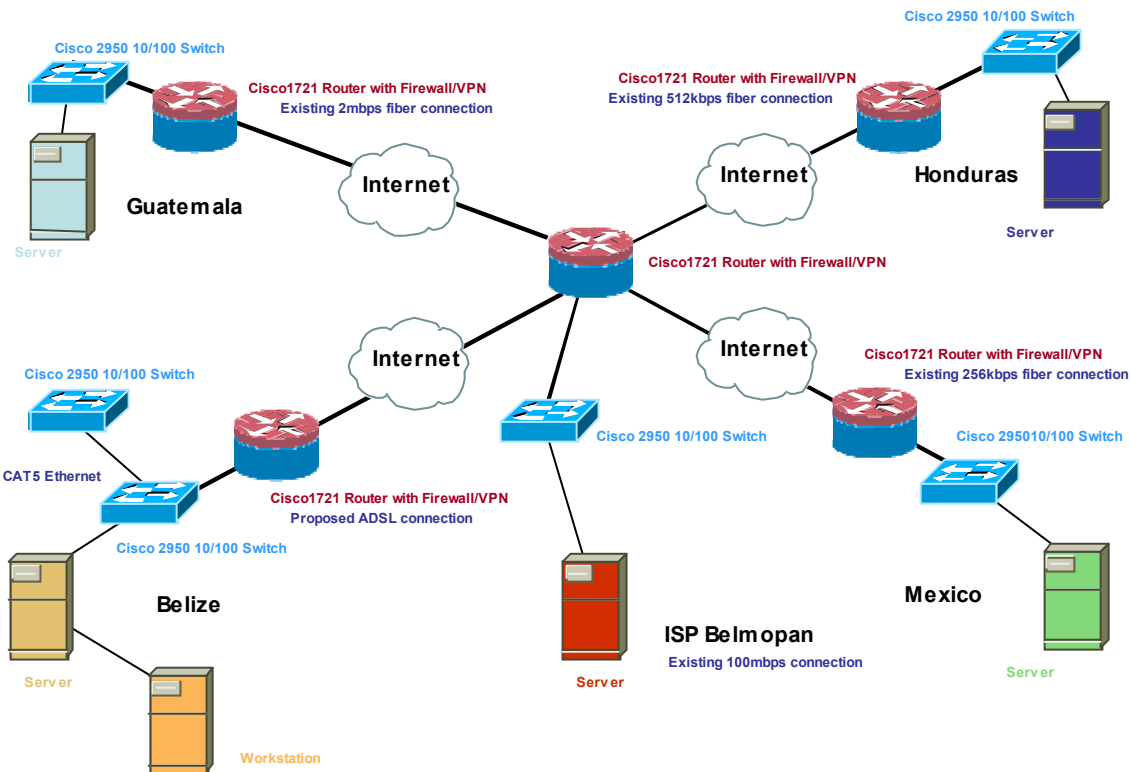 Cisco 2950 10/100 Switch
Cisco 2950 10/100 Switch
Cisco1721 Router with Firewall/VPN
Existing 2mbps fiber connection
Cisco1721 Router with Firewall/VPN
Existing 512kbps fiber connection
Internet
Internet
Guatemala
Honduras
Server
Server
Cisco1721 Router with Firewall/VPN
Internet
Internet
Cisco1721 Router with Firewall/VPN
Existing 256kbps fiber connection
Cisco 2950 10/100 Switch
Cisco 2950 10/100 Switch
Cisco 295010/100 Switch
CAT5 Ethernet
Cisco1721 Router with Firewall/VPN
Proposed ADSL connection
Cisco 2950 10/100 Switch
Belize
Mexico
ISP Belmopan
Existing 100mbps connection
Server
Server
Server
Workstation